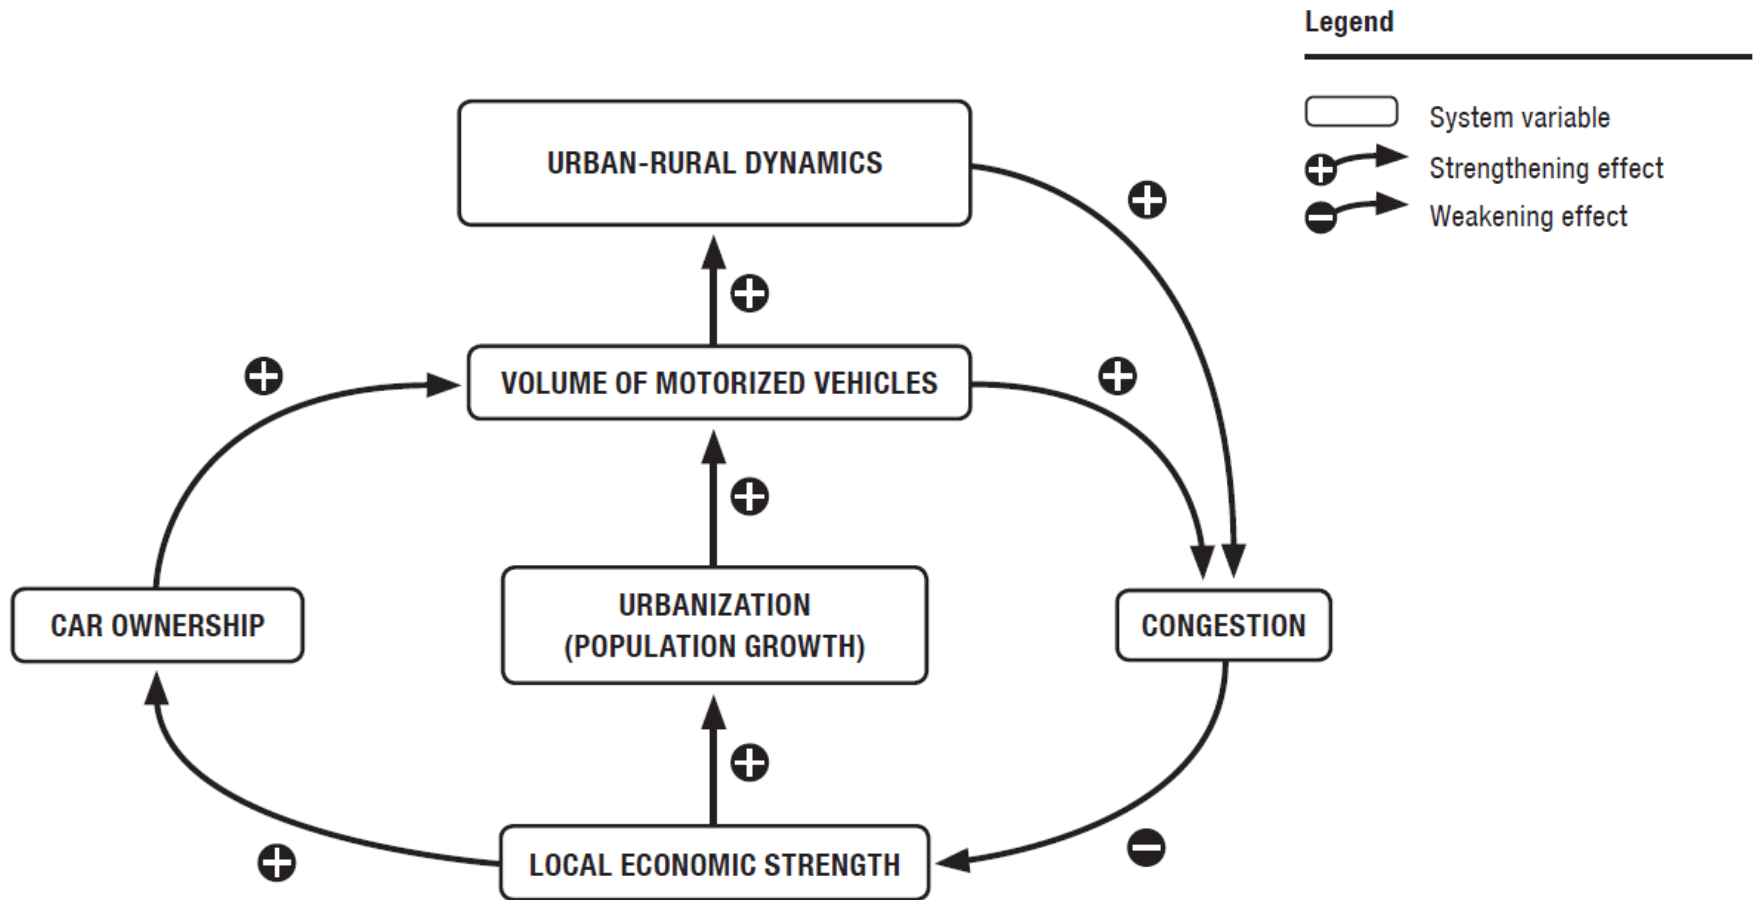 Legend
System variable
Strengthening effect
Weakening effect
URBAN-RURAL DYNAMICS
VOLUME OF MOTORIZED VEHICLES
CAR OWNERSHIP
URBANIZATION
(POPULATION GROWTH)
CONGESTION
LOCAL ECONOMIC STRENGTH